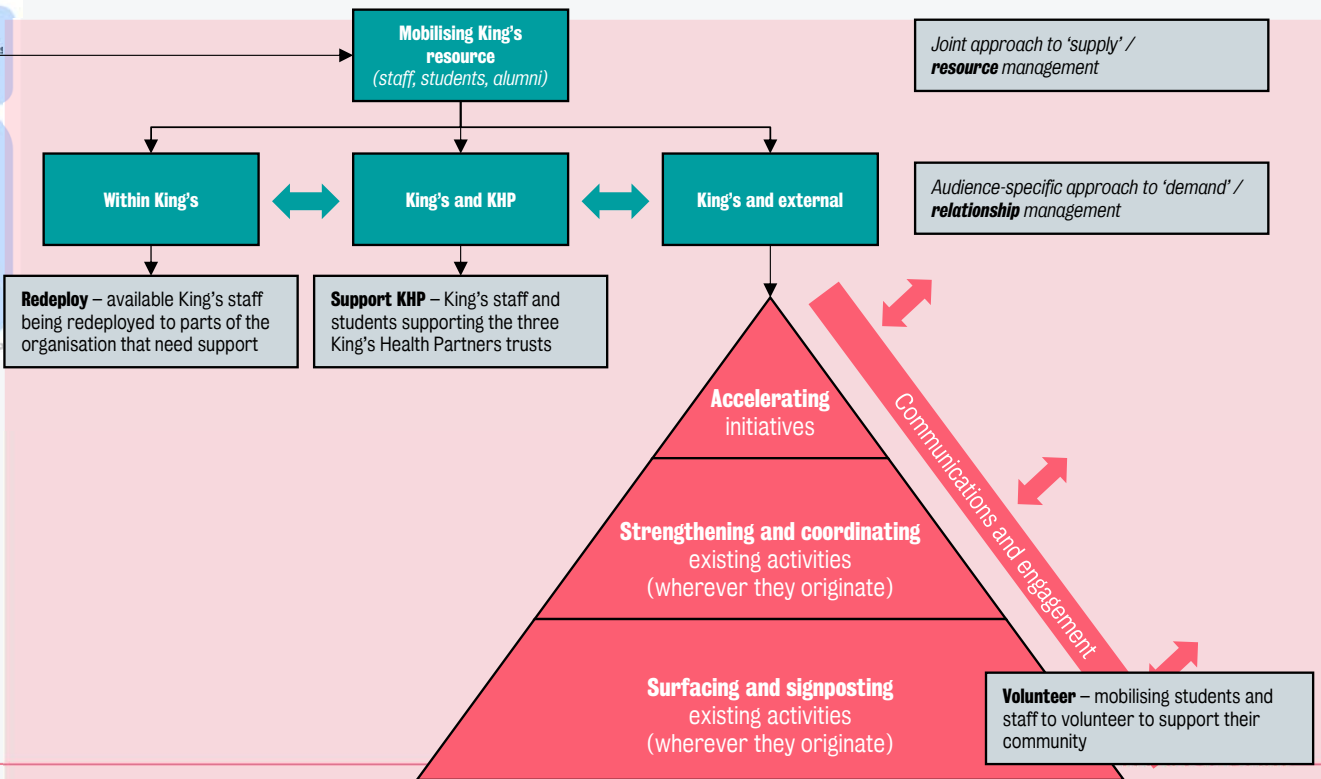 Mobilising King's
resource
(staff, students, alumni)
Joint approach to ‘supply’ /
resource management
Within King's
King's and KHP
King's and external
Audience-specific approach to ‘demand’ /
relationship management
Redeploy – available King's staff
being redeployed to parts of the
organisation that need support
Support KHP – King's staff and
students supporting the three
King's Health Partners trusts
Accelerating
initiatives
Communications and engagement
Strengthening and coordinating
existing activities
(wherever they originate)
Surfacing and signposting
existing activities
(wherever they originate)
Volunteer – mobilising students and
staff to volunteer to support their
community